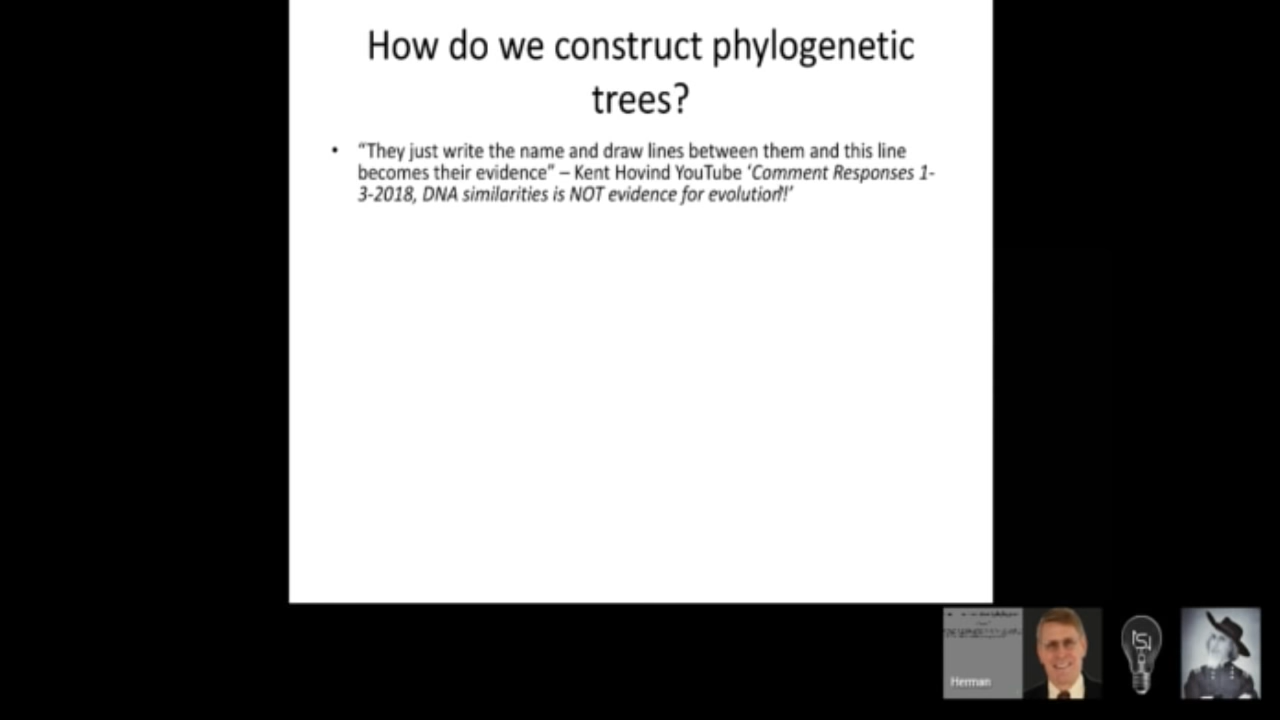 How do we construct phylogenetic
trees?
• “They just write the name and draw lines between them and this line
becomes their evidence” – Kent Hovind YouTube ‘Comment Responses 1-
3-2018, DNA similarities is NOT evidence for evolution!!’
Herman